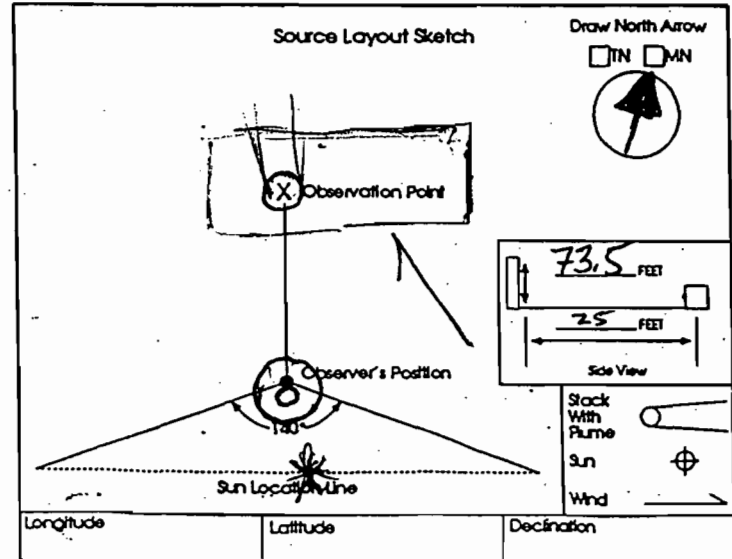 Source Layout Sketch
Draw North Arrow
TN MN
X Observation Point
73.5 FEET
25 FEET
Side View
Observer's Position
140°
Sun Location Line
Stack
With
Plume
Sun
Wind
Longitude
Latitude
Declination